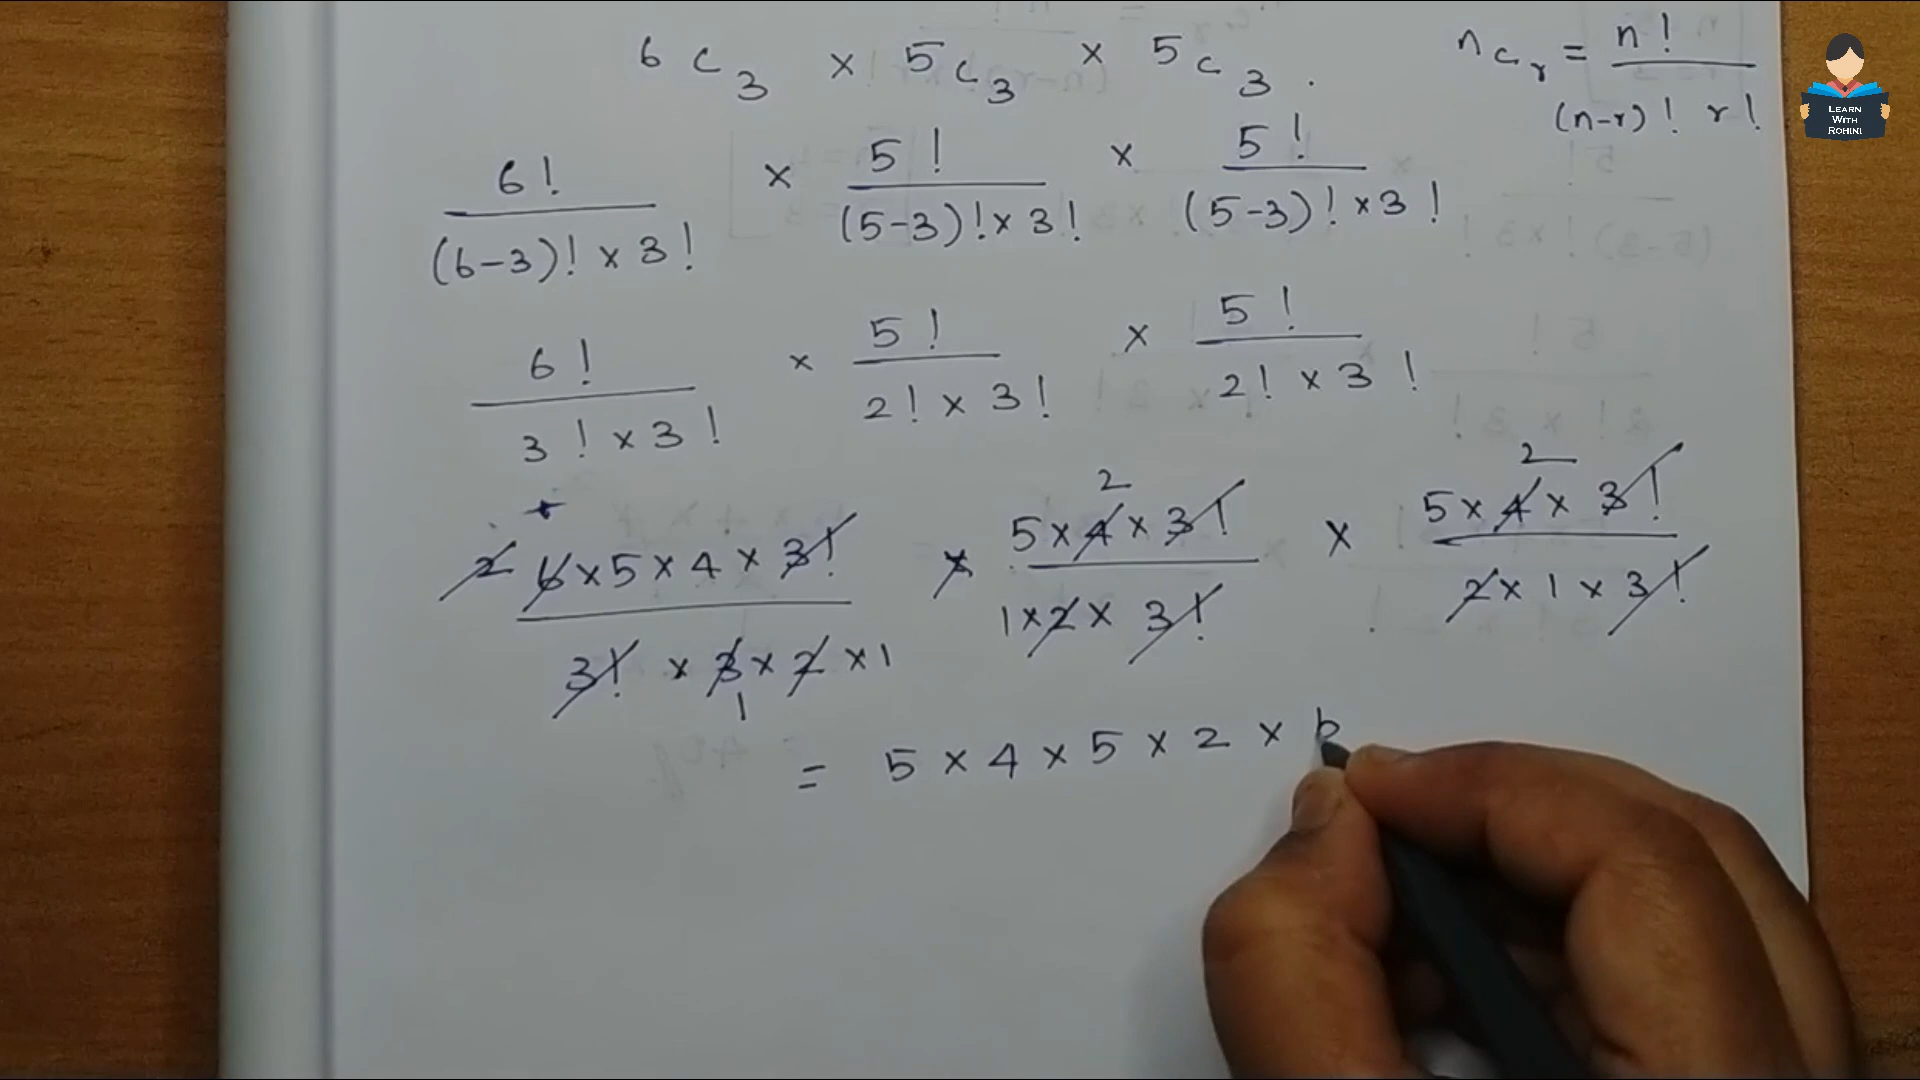 6C3 × 5C3 × 5C3 .
nCr = n! / (n-r)! r!
LEARN
WITH
ROHINI
6! / (6-3)! × 3! × 5! / (5-3)! × 3! × 5! / (5-3)! × 3!
6! / 3! × 3! × 5! / 2! × 3! × 5! / 2! × 3!
2 2
2 6 × 5 × 4 × 3! / 3! × 3 × 2 × 1 × 5 × 4 × 3! / 1 × 2 × 3! × 5 × 4 × 3! / 2 × 1 × 3!
1
= 5 × 4 × 5 × 2 ×